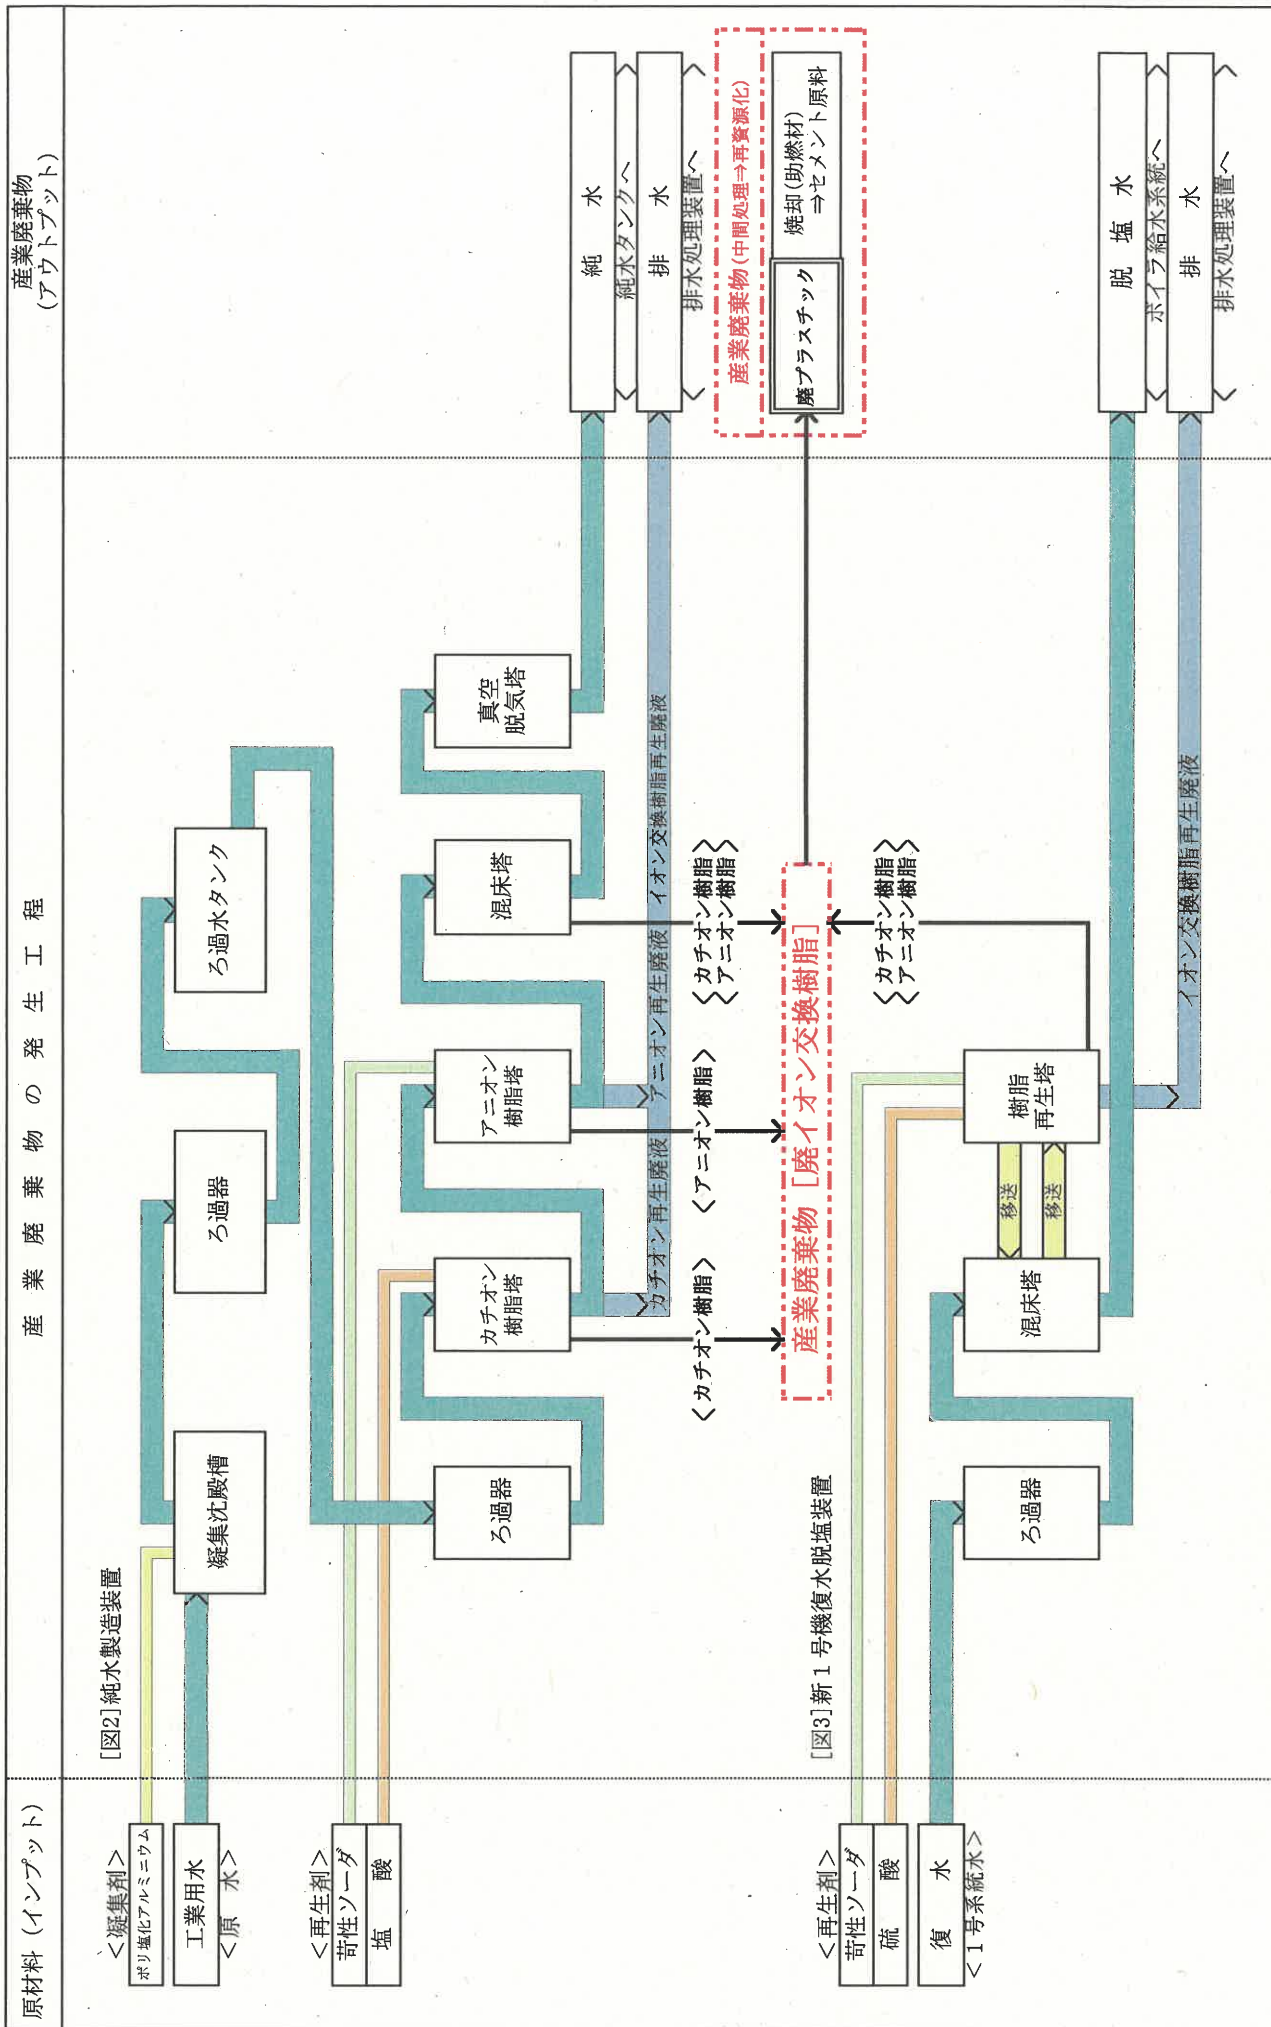 原材料 (インプット)
産業廃棄物の発生工程
産業廃棄物
(アウトプット)
[図2]純水製造装置
<凝集剤>
ポリ塩化アルミニウム
工業用水
<原 水>
凝集沈殿槽
ろ過器
ろ過水タンク
<再生剤>
苛性ソーダ
塩 酸
ろ過器
カチオン
樹脂塔
アニオン
樹脂塔
混床塔
真空
脱気塔
純 水
<純水タンクへ>
カチオン再生廃液
アニオン再生廃液
イオン交換樹脂再生廃液
排 水
<排水処理装置へ>
<カチオン樹脂>
<アニオン樹脂>
<カチオン樹脂>
<アニオン樹脂>
産業廃棄物(中間処理⇒再資源化)
産業廃棄物 [廃イオン交換樹脂]
廃プラスチック
焼却(助燃材)
⇒セメント原料
[図3]新1号機復水脱塩装置
<再生剤>
苛性ソーダ
硫 酸
復 水
<1号系統水>
ろ過器
混床塔
移送
移送
樹脂
再生塔
<カチオン樹脂>
<アニオン樹脂>
脱塩水
<ボイラ給水系統へ>
イオン交換樹脂再生廃液
排 水
<排水処理装置へ>